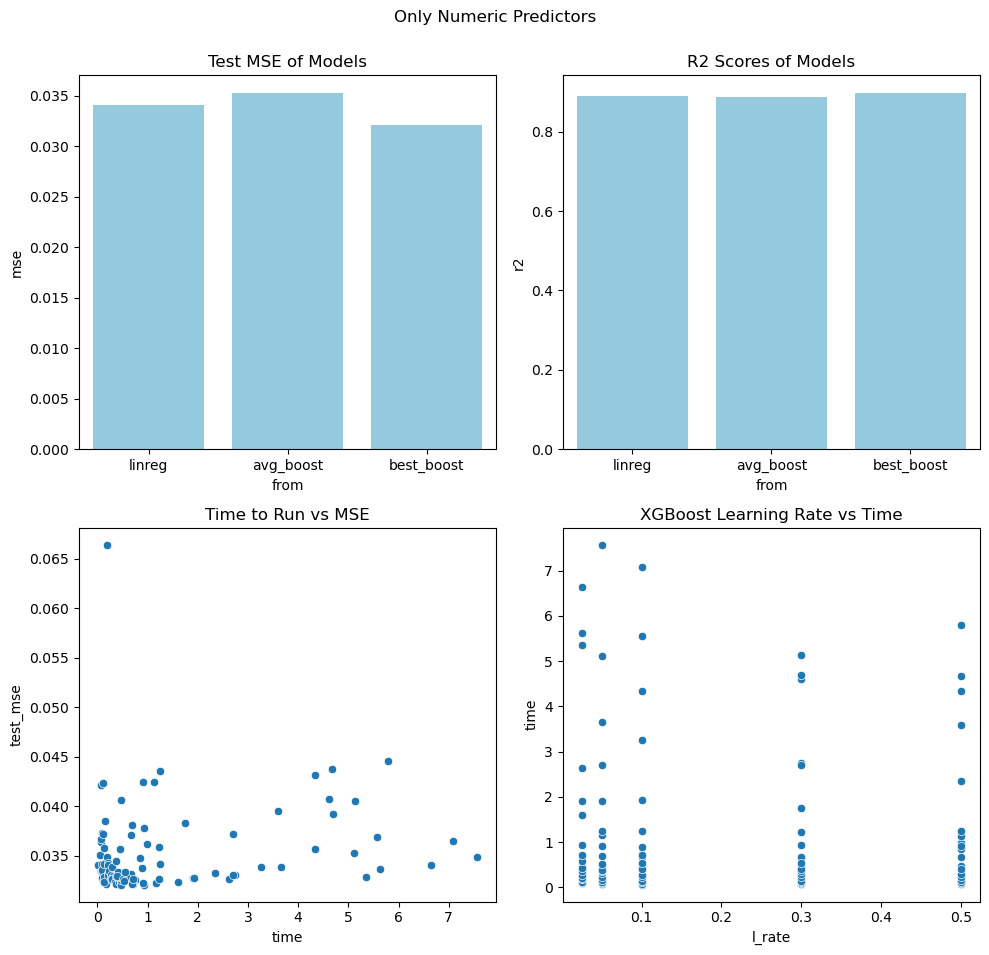 Only Numeric Predictors
Test MSE of Models
0.035
0.030
0.025
0.020
0.015
0.010
0.005
0.000
mse
linreg avg_boost best_boost
from
R2 Scores of Models
0.8
0.6
0.4
0.2
0.0
r2
linreg avg_boost best_boost
from
Time to Run vs MSE
0.065
0.060
0.055
0.050
0.045
0.040
0.035
test_mse
0 1 2 3 4 5 6 7
time
XGBoost Learning Rate vs Time
7
6
5
4
3
2
1
0
time
0.1 0.2 0.3 0.4 0.5
l_rate